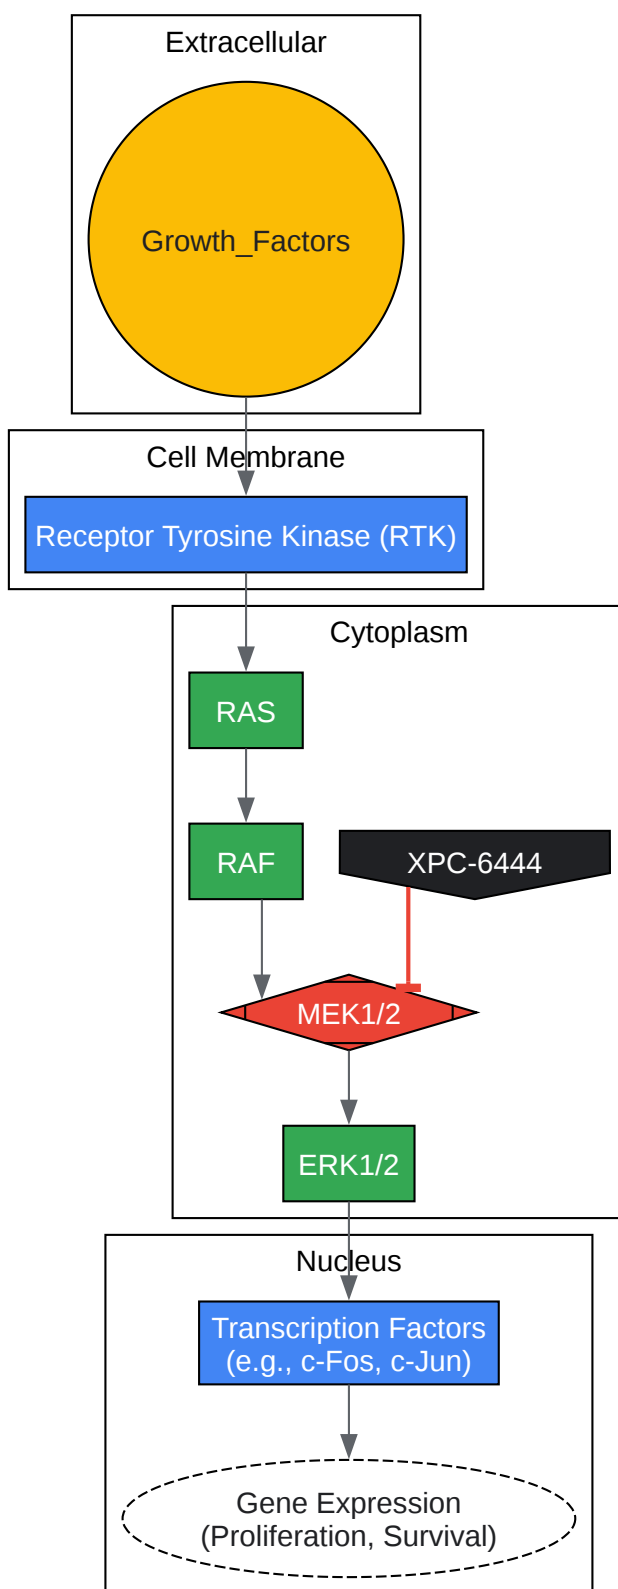 Extracellular
Growth_Factors
Cell Membrane
Receptor Tyrosine Kinase (RTK)
Cytoplasm
RAS
RAF
XPC-6444
MEK1/2
ERK1/2
Nucleus
Transcription Factors
(e.g., c-Fos, c-Jun)
Gene Expression
(Proliferation, Survival)